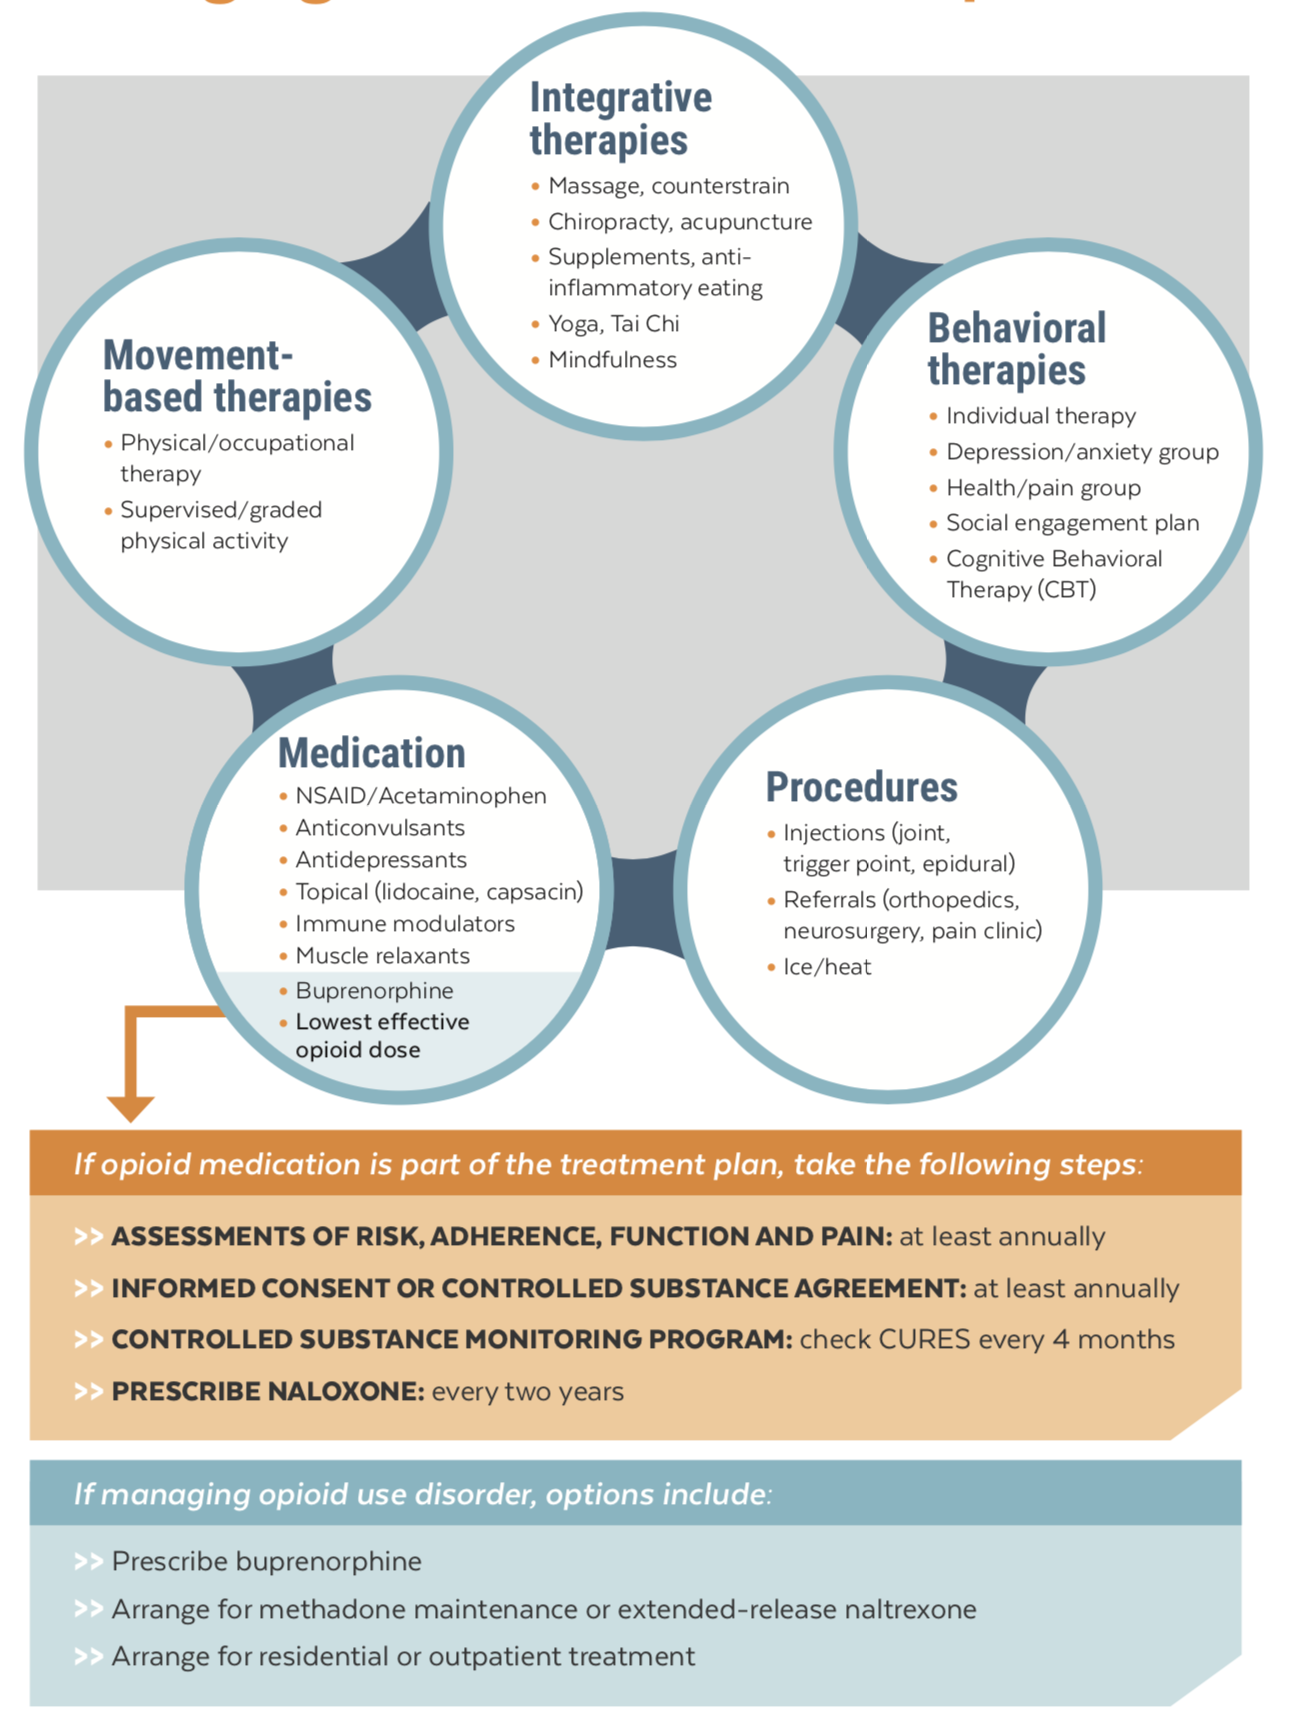 Integrative
therapies
• Massage, counterstrain
• Chiropracty, acupuncture
• Supplements, anti-
inflammatory eating
• Yoga, Tai Chi
• Mindfulness
Movement-
based therapies
• Physical/occupational
therapy
• Supervised/graded
physical activity
Behavioral
therapies
• Individual therapy
• Depression/anxiety group
• Health/pain group
• Social engagement plan
• Cognitive Behavioral
Therapy (CBT)
Medication
• NSAID/Acetaminophen
• Anticonvulsants
• Antidepressants
• Topical (lidocaine, capsacin)
• Immune modulators
• Muscle relaxants
• Buprenorphine
• Lowest effective
opioid dose
Procedures
• Injections (joint,
trigger point, epidural)
• Referrals (orthopedics,
neurosurgery, pain clinic)
• Ice/heat
If opioid medication is part of the treatment plan, take the following steps:
>> ASSESSMENTS OF RISK, ADHERENCE, FUNCTION AND PAIN: at least annually
>> INFORMED CONSENT OR CONTROLLED SUBSTANCE AGREEMENT: at least annually
>> CONTROLLED SUBSTANCE MONITORING PROGRAM: check CURES every 4 months
>> PRESCRIBE NALOXONE: every two years
If managing opioid use disorder, options include:
>> Prescribe buprenorphine
>> Arrange for methadone maintenance or extended-release naltrexone
>> Arrange for residential or outpatient treatment